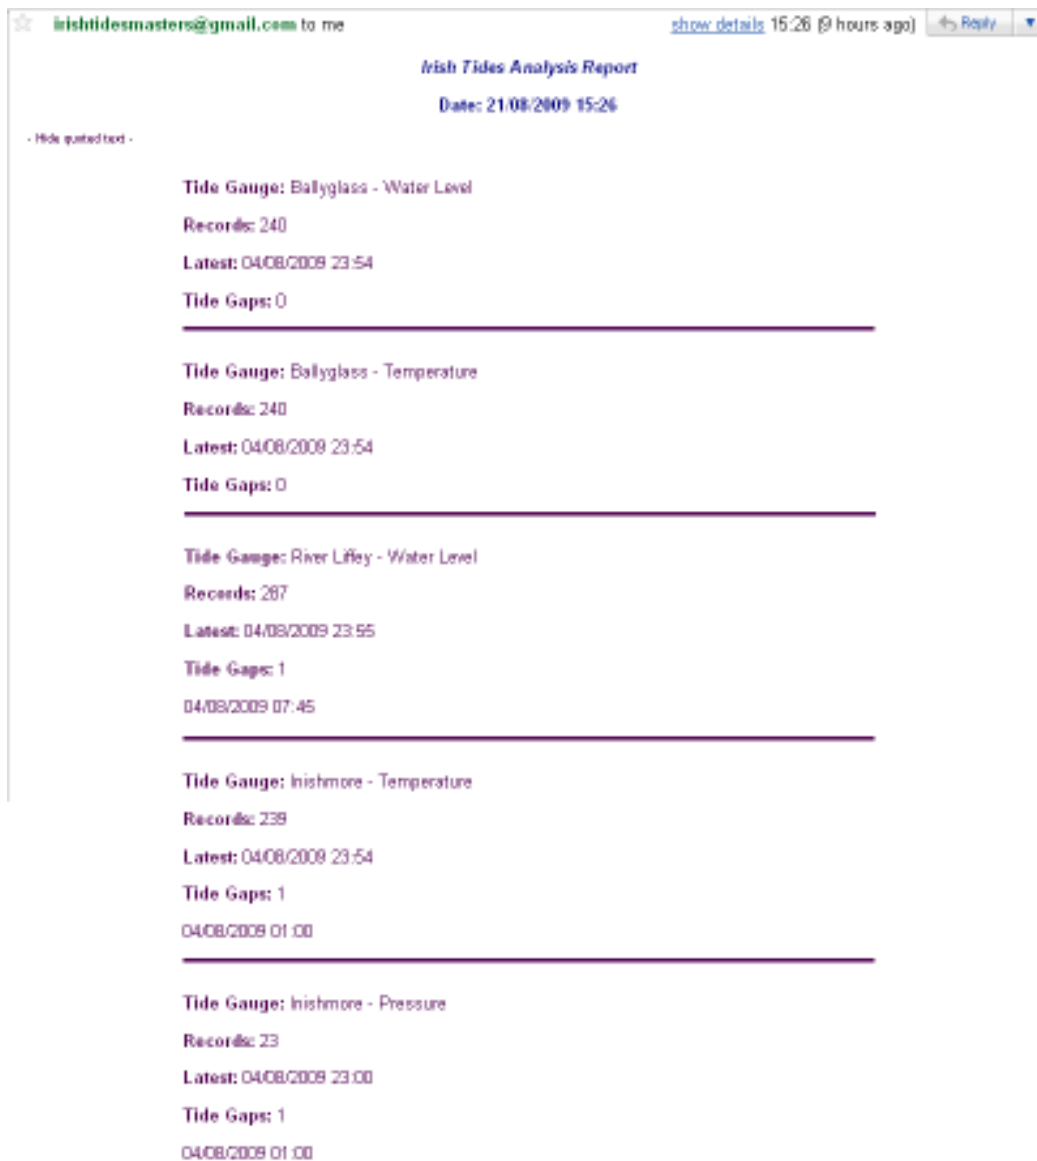 irishtidesmasters@gmail.com to me show details 15:26 (9 hours ago) Reply
Irish Tides Analysis Report
Date: 21/08/2009 15:26
- Hide quoted text -
Tide Gauge: Ballyglass - Water Level
Records: 240
Latest: 04/08/2009 23:54
Tide Gaps: 0
Tide Gauge: Ballyglass - Temperature
Records: 240
Latest: 04/08/2009 23:54
Tide Gaps: 0
Tide Gauge: River Liffey - Water Level
Records: 287
Latest: 04/08/2009 23:55
Tide Gaps: 1
04/08/2009 07:45
Tide Gauge: Inishmore - Temperature
Records: 239
Latest: 04/08/2009 23:54
Tide Gaps: 1
04/08/2009 01:00
Tide Gauge: Inishmore - Pressure
Records: 23
Latest: 04/08/2009 23:00
Tide Gaps: 1
04/08/2009 01:00